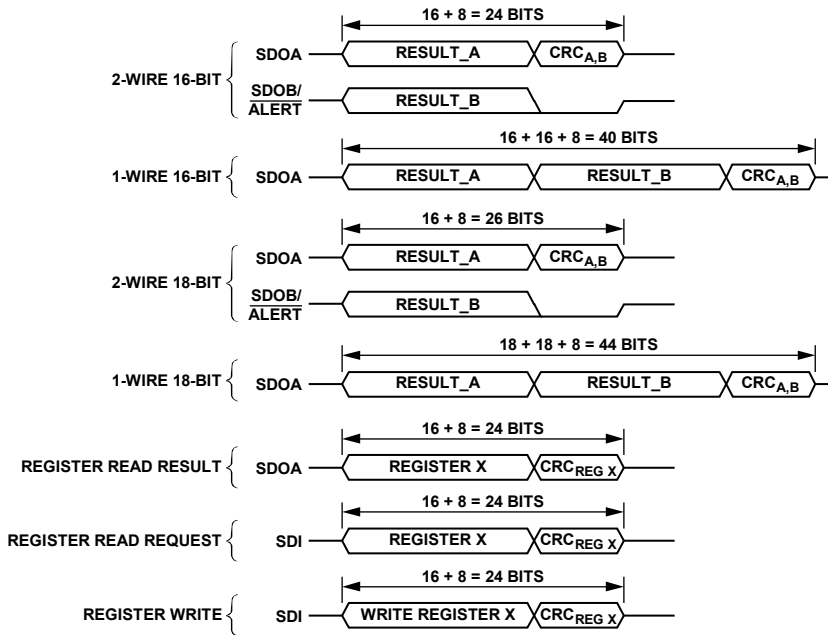 16 + 8 = 24 BITS
2-WIRE 16-BIT
SDOA
RESULT_A
CRCA,B
SDOB/
ALERT
RESULT_B
16 + 16 + 8 = 40 BITS
1-WIRE 16-BIT
SDOA
RESULT_A
RESULT_B
CRCA,B
16 + 8 = 26 BITS
2-WIRE 18-BIT
SDOA
RESULT_A
CRCA,B
SDOB/
ALERT
RESULT_B
18 + 18 + 8 = 44 BITS
1-WIRE 18-BIT
SDOA
RESULT_A
RESULT_B
CRCA,B
16 + 8 = 24 BITS
REGISTER READ RESULT
SDOA
REGISTER X
CRCREG X
16 + 8 = 24 BITS
REGISTER READ REQUEST
SDI
REGISTER X
CRCREG X
16 + 8 = 24 BITS
REGISTER WRITE
SDI
WRITE REGISTER X
CRCREG X